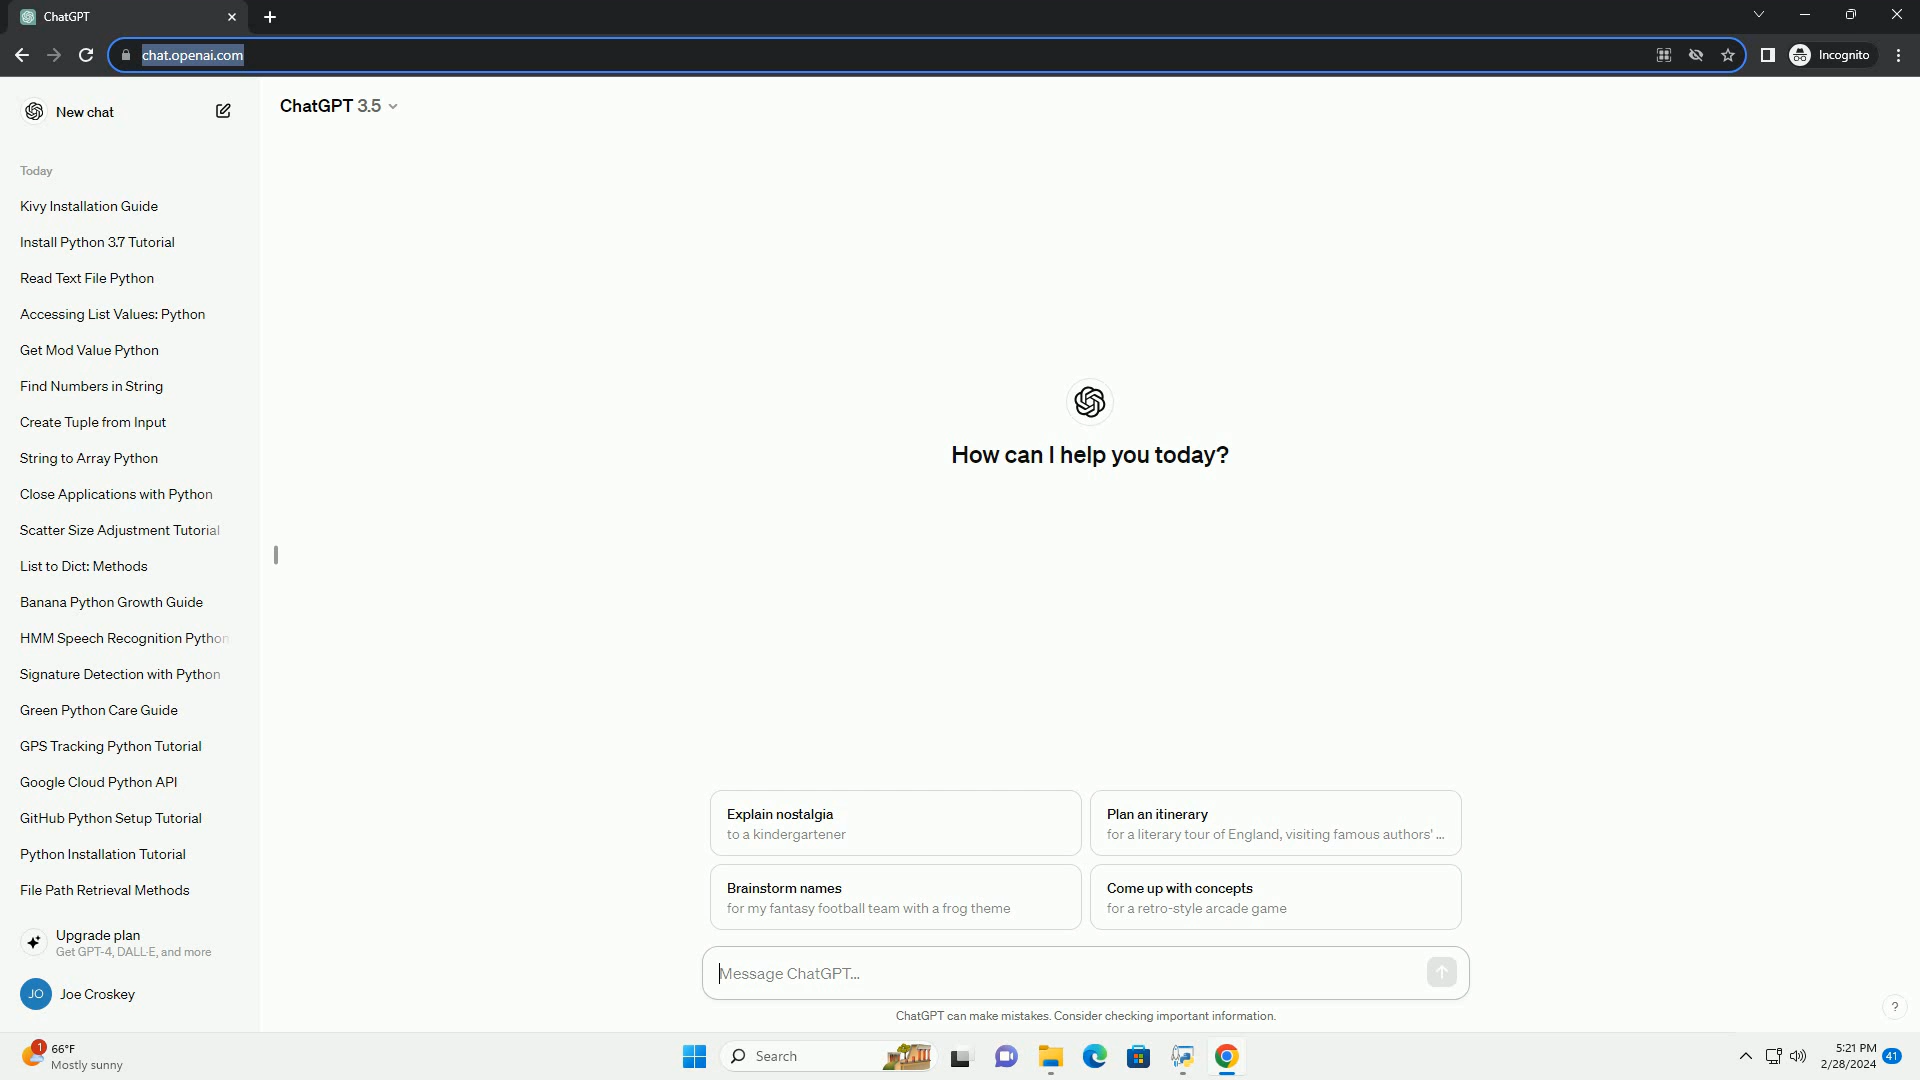 ChatGPT
chat.openai.com
Incognito
New chat
ChatGPT 3.5
Today
Kivy Installation Guide
Install Python 3.7 Tutorial
Read Text File Python
Accessing List Values: Python
Get Mod Value Python
Find Numbers in String
Create Tuple from Input
String to Array Python
Close Applications with Python
Scatter Size Adjustment Tutorial
List to Dict: Methods
Banana Python Growth Guide
HMM Speech Recognition Python
Signature Detection with Python
Green Python Care Guide
GPS Tracking Python Tutorial
Google Cloud Python API
GitHub Python Setup Tutorial
Python Installation Tutorial
File Path Retrieval Methods
Upgrade plan
Get GPT-4, DALL·E, and more
JO
Joe Croskey
How can I help you today?
Explain nostalgia
to a kindergartener
Plan an itinerary
for a literary tour of England, visiting famous authors' ...
Brainstorm names
for my fantasy football team with a frog theme
Come up with concepts
for a retro-style arcade game
Message ChatGPT...
ChatGPT can make mistakes. Consider checking important information.
?
1
66°F
Mostly sunny
Search
5:21 PM
2/28/2024
41